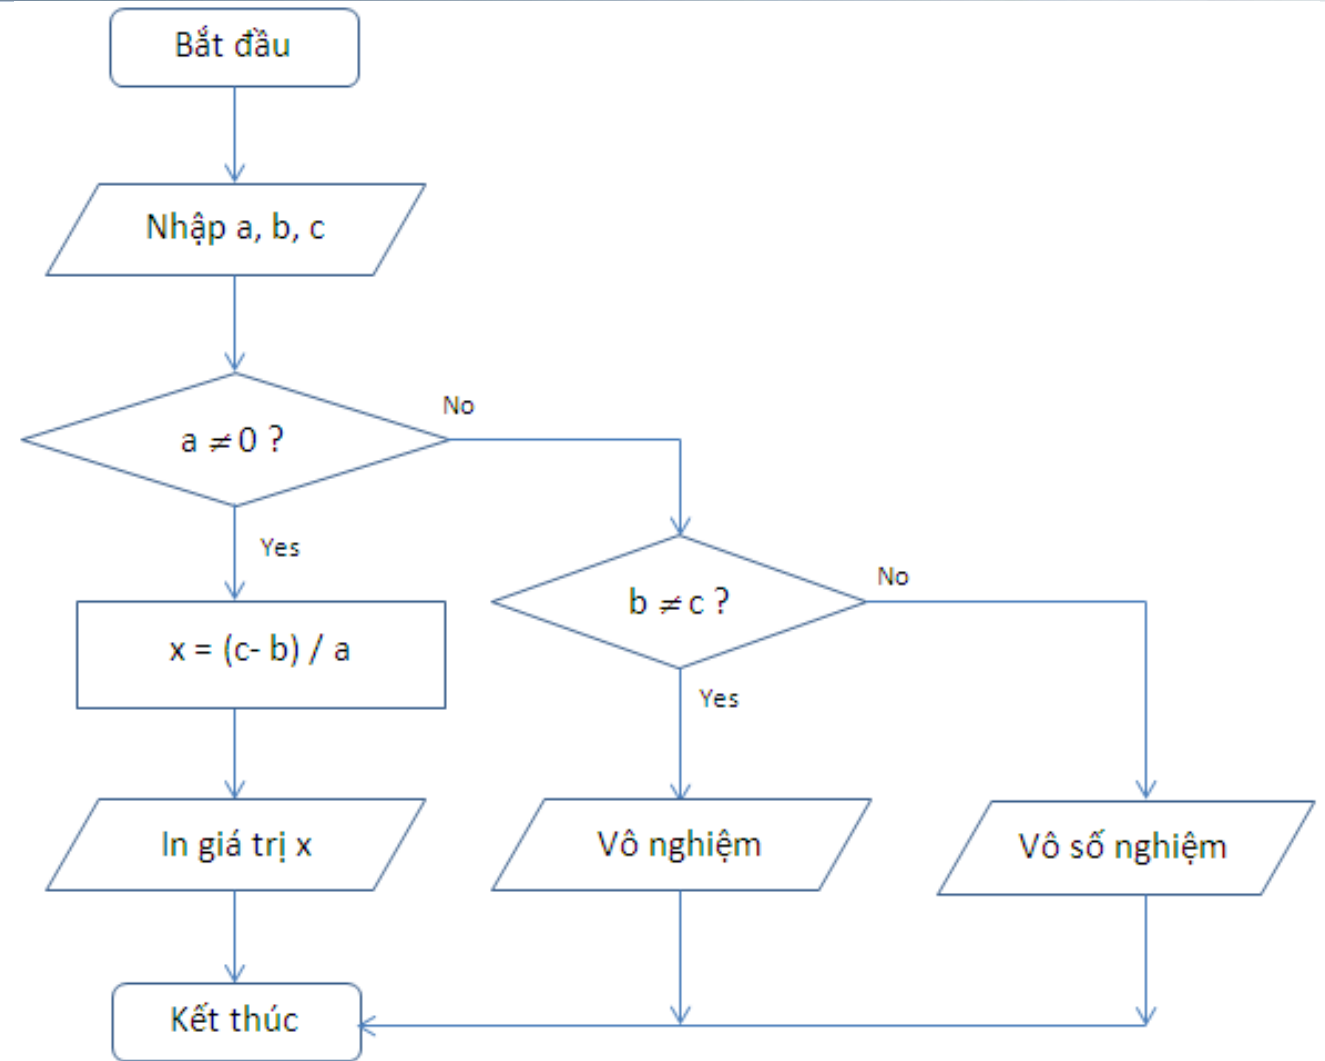 Bắt đầu
Nhập a, b, c
a ≠ 0 ?
No
Yes
b ≠ c ?
No
x = (c- b) / a
Yes
In giá trị x
Vô nghiệm
Vô số nghiệm
Kết thúc